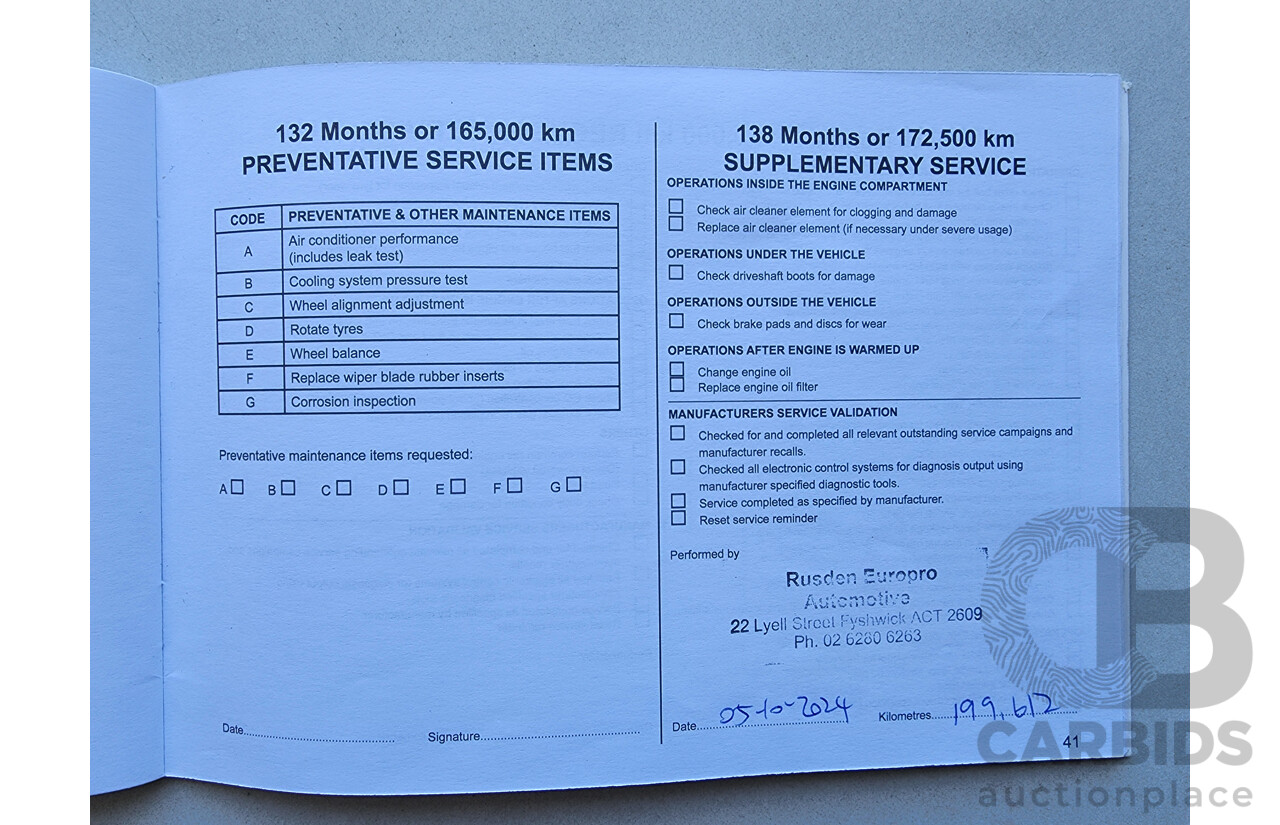 132 Months or 165,000 km
PREVENTATIVE SERVICE ITEMS
CODE PREVENTATIVE & OTHER MAINTENANCE ITEMS
A Air conditioner performance
(includes leak test)
B Cooling system pressure test
C Wheel alignment adjustment
D Rotate tyres
E Wheel balance
F Replace wiper blade rubber inserts
G Corrosion inspection
Preventative maintenance items requested:
A B C D E F G
Date
Signature
138 Months or 172,500 km
SUPPLEMENTARY SERVICE
OPERATIONS INSIDE THE ENGINE COMPARTMENT
Check air cleaner element for clogging and damage
Replace air cleaner element (if necessary under severe usage)
OPERATIONS UNDER THE VEHICLE
Check driveshaft boots for damage
OPERATIONS OUTSIDE THE VEHICLE
Check brake pads and discs for wear
OPERATIONS AFTER ENGINE IS WARMED UP
Change engine oil
Replace engine oil filter
MANUFACTURERS SERVICE VALIDATION
Checked for and completed all relevant outstanding service campaigns and
manufacturer recalls.
Checked all electronic control systems for diagnosis output using
manufacturer specified diagnostic tools.
Service completed as specified by manufacturer.
Reset service reminder
Performed by
Rusden Europro
Automotive
22 Lyell Street Fyshwick ACT 2609
Ph. 02 6280 6263
Date 05-10-2024 Kilometres 199,612
41
CB
CARBIDS
auctionplace